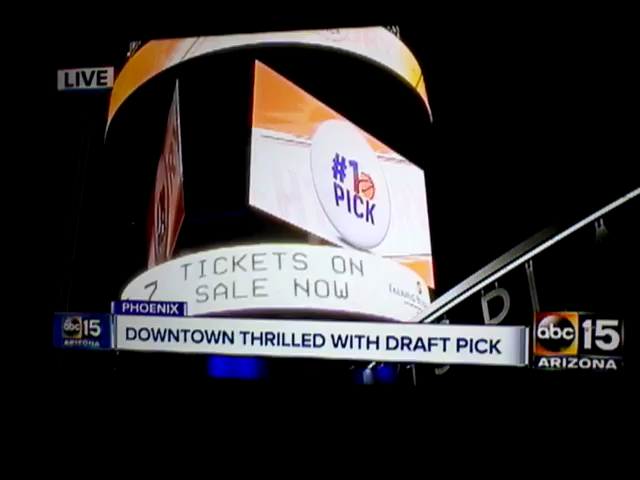 LIVE
#1
PICK
TICKETS ON
7 SALE NOW
PHOENIX
abc 15
ARIZONA
DOWNTOWN THRILLED WITH DRAFT PICK
abc 15
ARIZONA